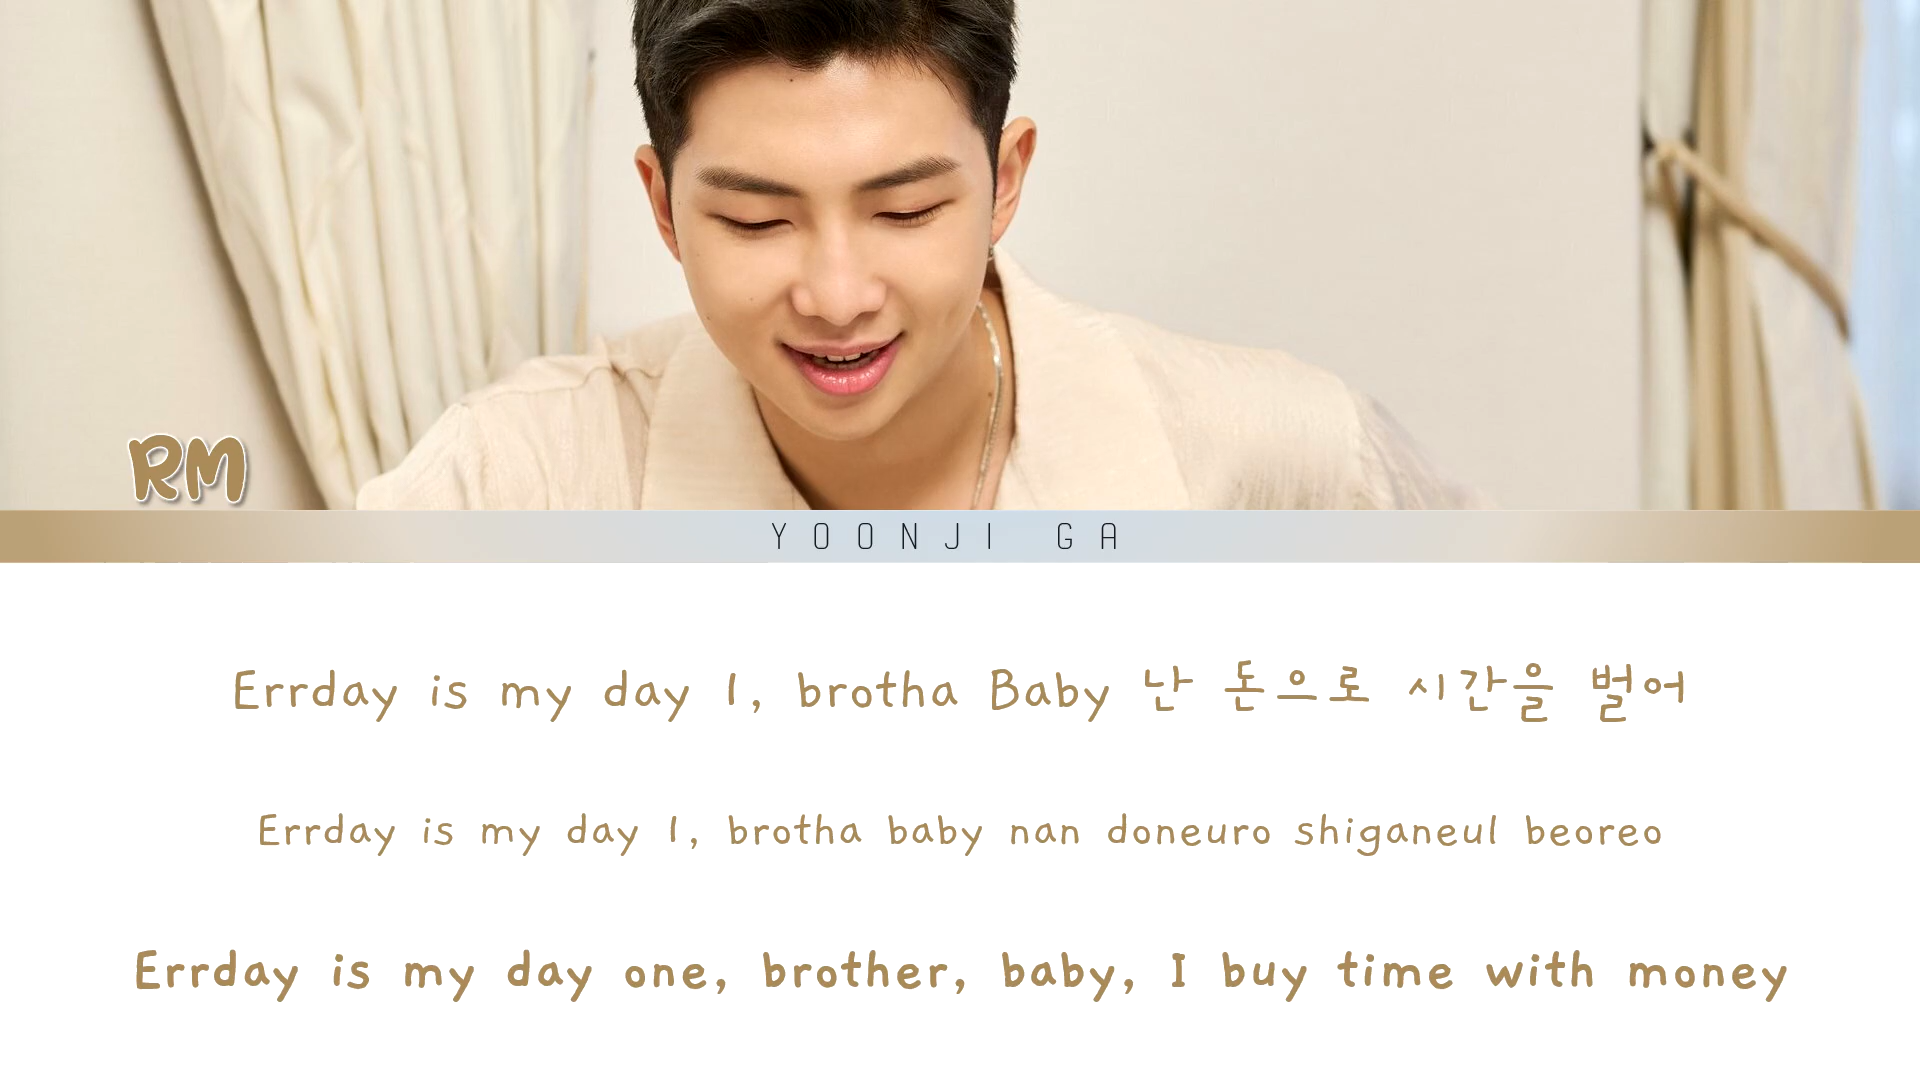 RM
YOONJI GA
Errday is my day 1, brotha Baby 난 돈으로 시간을 벌어
Errday is my day 1, brotha baby nan doneuro shiganeul beoreo
Errday is my day one, brother, baby, I buy time with money